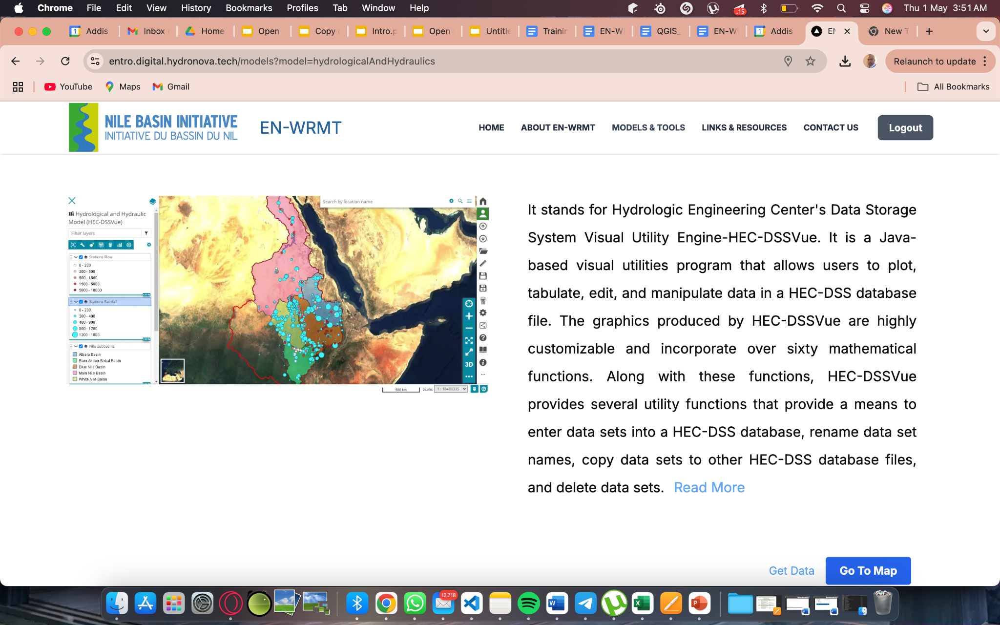 Chrome File Edit View History Bookmarks Profiles Tab Window Help ..15 Thu 1 May 3:51 AM
1 Addis Inbox Home Open Copy Intro.p Open Untitle Trainin EN-W QGIS_ EN-W 1 Addis EN New T
entro.digital.hydronova.tech/models?model=hydrologicalAndHydraulics Relaunch to update
YouTube Maps Gmail All Bookmarks
NILE BASIN INITIATIVE
INITIATIVE DU BASSIN DU NIL
EN-WRMT
HOME ABOUT EN-WRMT MODELS & TOOLS LINKS & RESOURCES CONTACT US Logout
Search by location name
Hydrological and Hydraulic
Model (HEC-DSSVue)
Filter layers
Stations Flow
0 - 200
200 - 500
500 - 1500
1500 - 5000
5000 - 10000
100 %
Stations Rainfall
0 - 200
200 - 400
400 - 800
800 - 1200
1200 - 1800
100 %
Nile subbasins
Atbara Basin
Baro-Akobo-Sobat Basin
Blue Nile Basin
Main Nile Basin
White Nile Basin
3D
500 km Scale: 1 : 18489335
It stands for Hydrologic Engineering Center's Data Storage
System Visual Utility Engine-HEC-DSSVue. It is a Java-
based visual utilities program that allows users to plot,
tabulate, edit, and manipulate data in a HEC-DSS database
file. The graphics produced by HEC-DSSVue are highly
customizable and incorporate over sixty mathematical
functions. Along with these functions, HEC-DSSVue
provides several utility functions that provide a means to
enter data sets into a HEC-DSS database, rename data set
names, copy data sets to other HEC-DSS database files,
and delete data sets. Read More
Get Data Go To Map
12,718